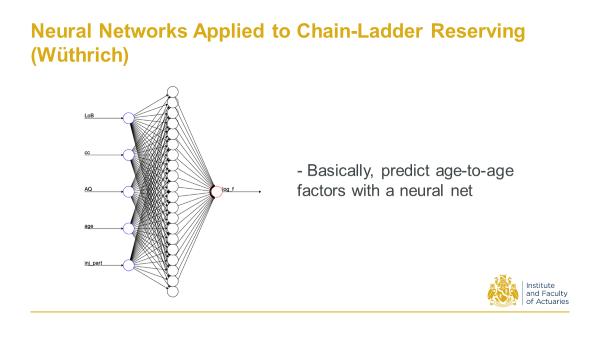 Neural Networks Applied to Chain-Ladder Reserving
(Wüthrich)
LoB
cc
AQ
age
inj_part
log_f
- Basically, predict age-to-age
factors with a neural net
Institute
and Faculty
of Actuaries